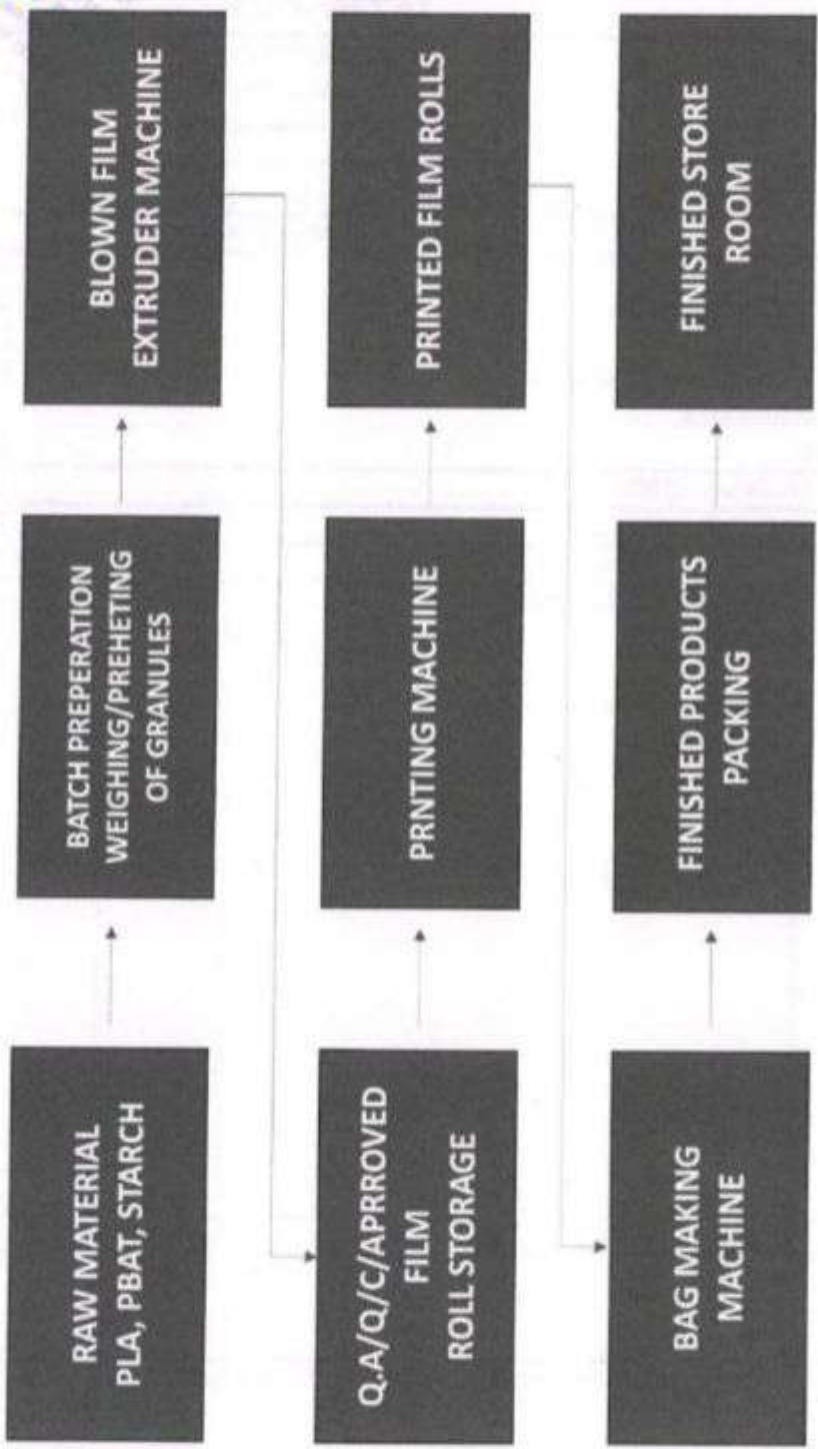 RAW MATERIAL
PLA, PBAT, STARCH
BATCH PREPERATION
WEIGHING/PREHETING
OF GRANULES
BLOWN FILM
EXTRUDER MACHINE
Q.A/Q/C/APRROVED
FILM
ROLL STORAGE
PRNTING MACHINE
PRINTED FILM ROLLS
BAG MAKING
MACHINE
FINISHED PRODUCTS
PACKING
FINISHED STORE
ROOM